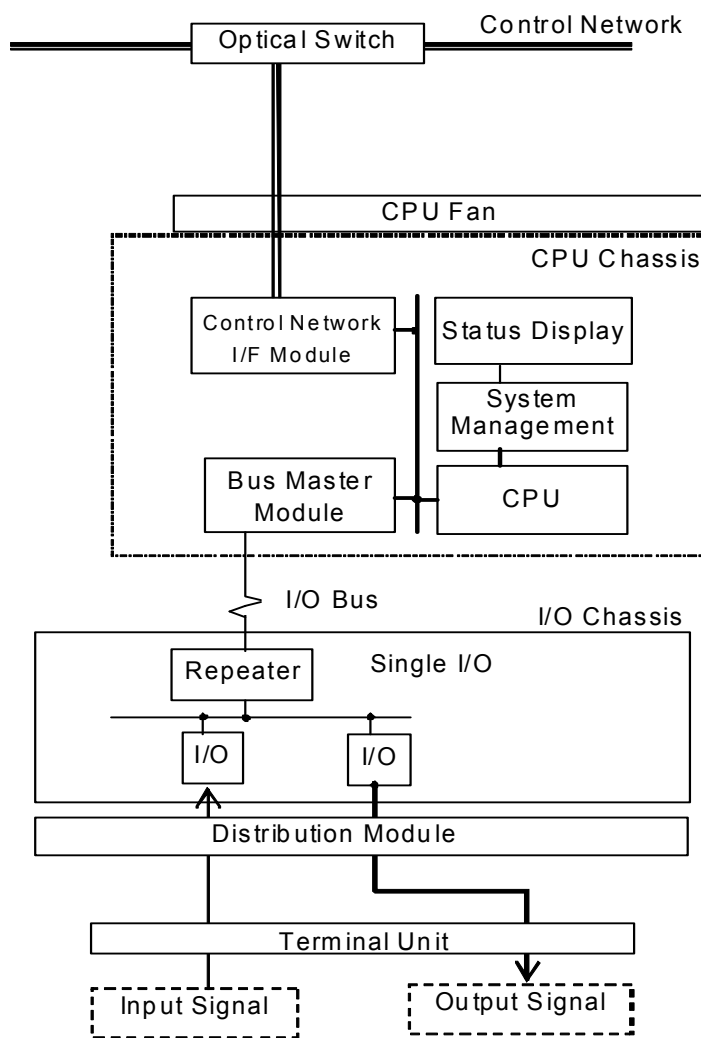 Control Network
Optical Switch
CPU Fan
CPU Chassis
Control Network
I/F Module
Status Display
System
Management
Bus Master
Module
CPU
I/O Bus
I/O Chassis
Repeater
Single I/O
I/O
I/O
Distribution Module
Terminal Unit
Input Signal
Output Signal